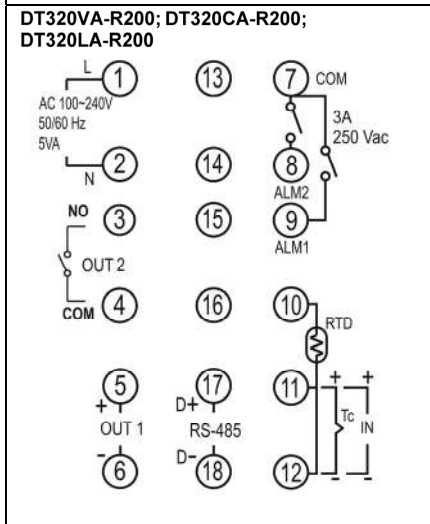 DT320VA-R200; DT320CA-R200;
DT320LA-R200
L 1 13 7 COM
AC 100~240V
50/60 Hz
5VA
3A
250 Vac
N 2 14 8
ALM2
NO 3 15 9
ALM1
OUT 2
COM 4 16 10
RTD
5 17 11 + +
+ D+
OUT 1 RS-485 Tc IN
- D-
6 18 12 - -